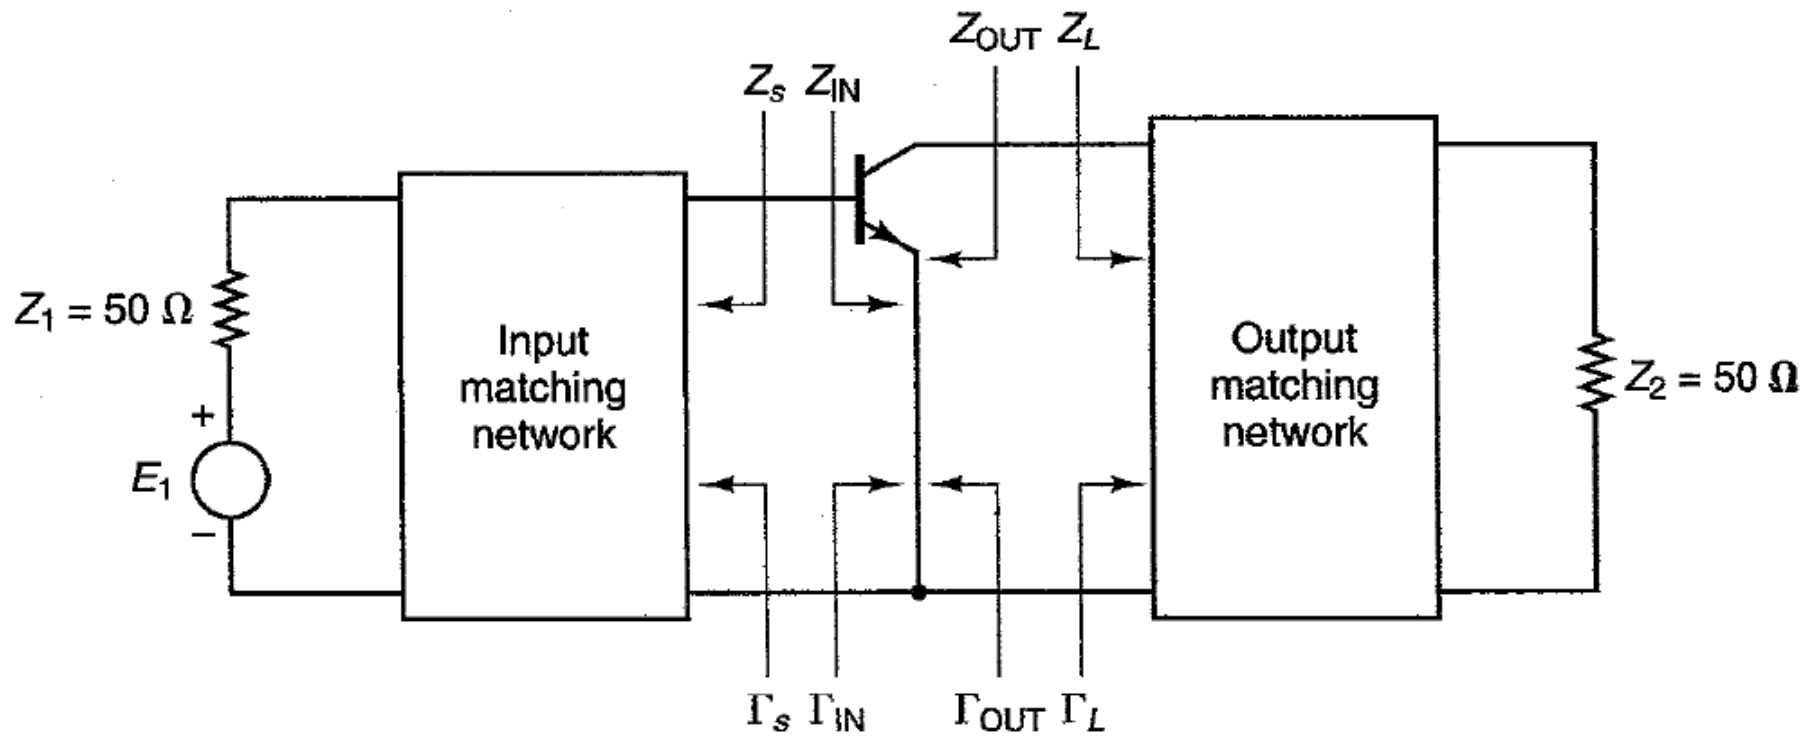 Z_OUT Z_L
Z_s Z_IN
Z_1 = 50 Ω
Input
matching
network
Output
matching
network
Z_2 = 50 Ω
+
E_1
−
Γ_s Γ_IN
Γ_OUT Γ_L